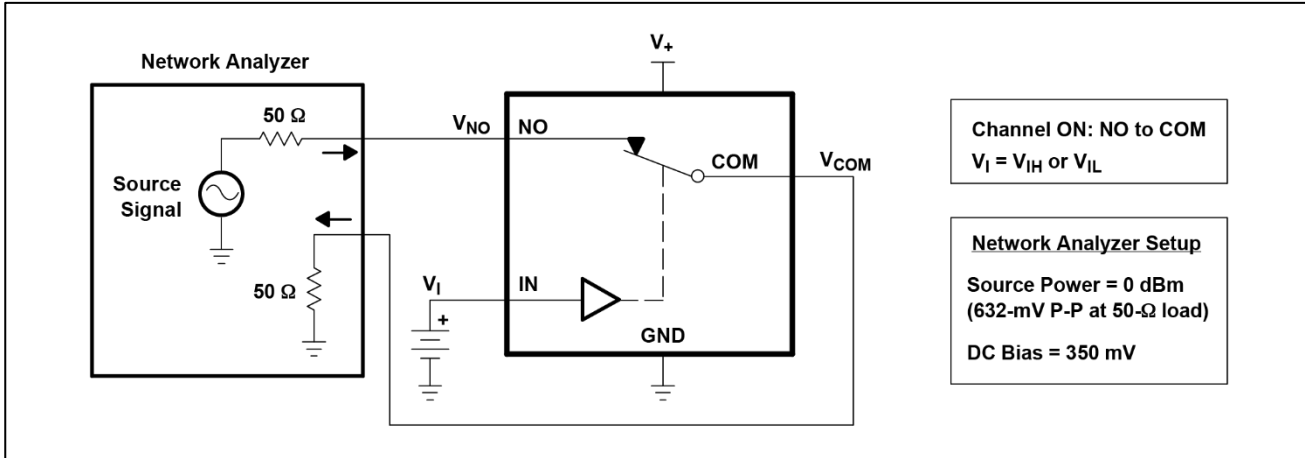 Network Analyzer
50 Ω
Source
Signal
50 Ω
V+
VNO
NO
COM
VCOM
VI
IN
+
GND
Channel ON: NO to COM
VI = VIH or VIL
Network Analyzer Setup
Source Power = 0 dBm
(632-mV P-P at 50-Ω load)
DC Bias = 350 mV